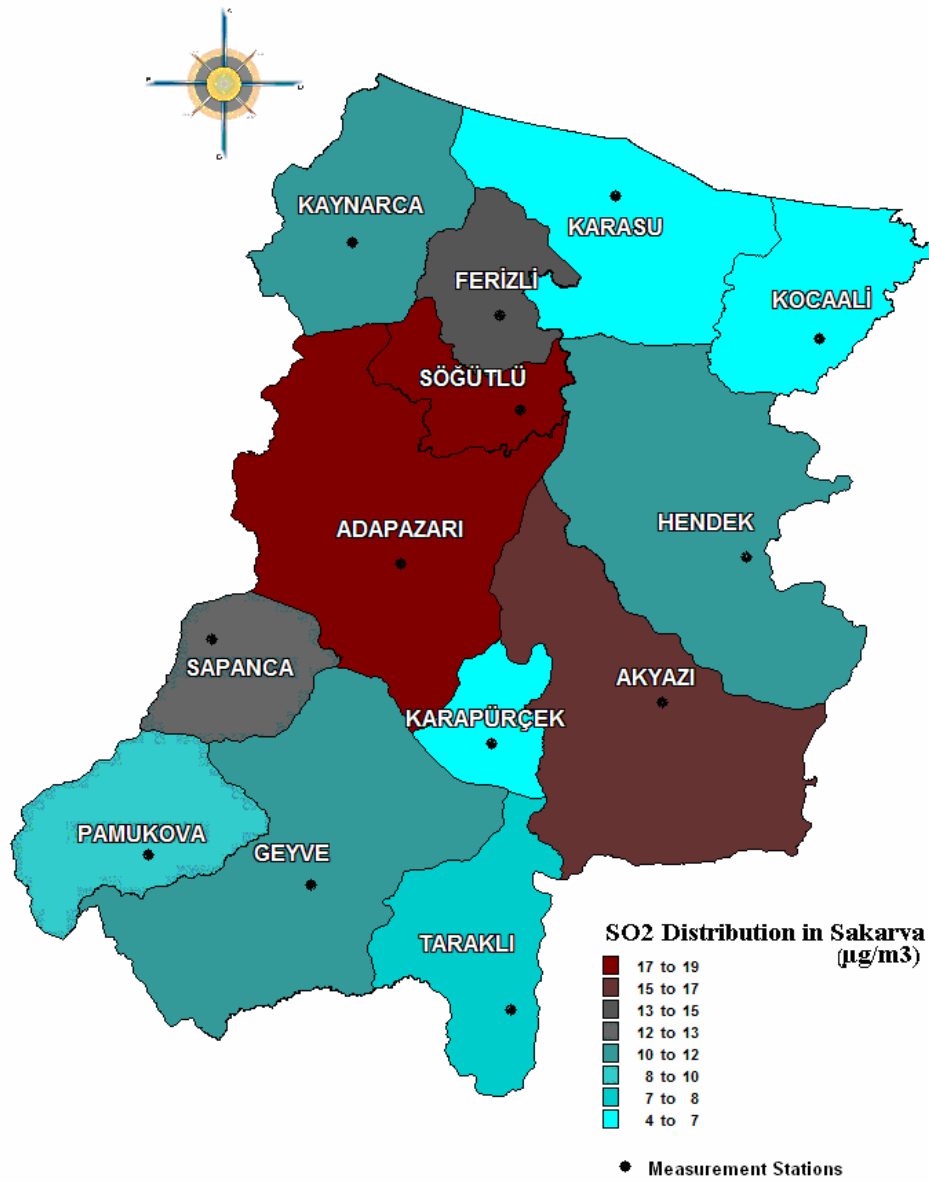 KAYNARCA
KARASU
FERİZLİ
KOCAALİ
SÖĞÜTLÜ
HENDEK
ADAPAZARI
SAPANCA
AKYAZI
KARAPÜRÇEK
PAMUKOVA
GEYVE
TARAKLI
SO2 Distribution in Sakarva
(µg/m3)
17 to 19
15 to 17
13 to 15
12 to 13
10 to 12
8 to 10
7 to 8
4 to 7
Measurement Stations